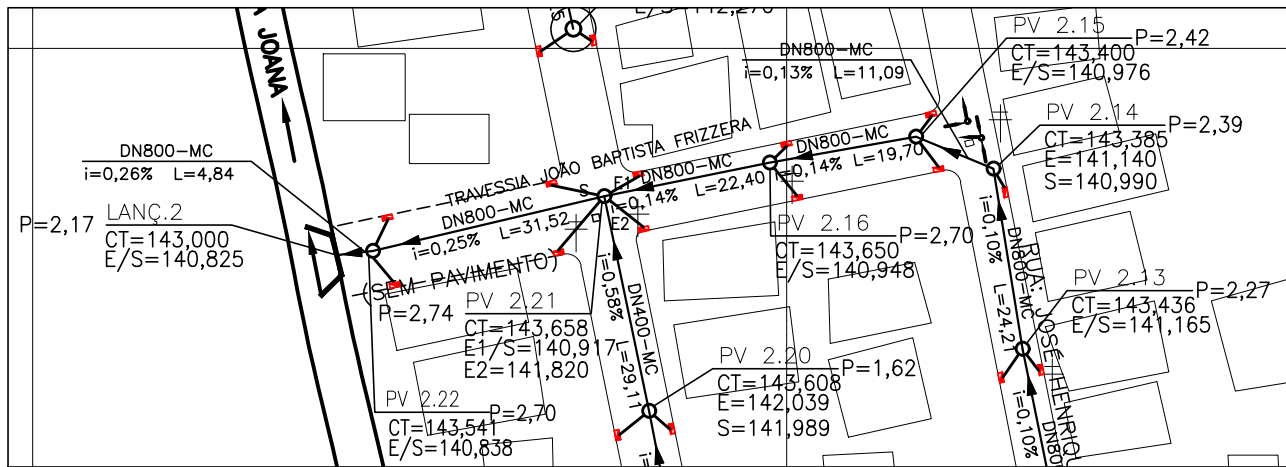 JOANA
DN800-MC
i=0,13% L=11,09
PV 2.15
P=2,42
CT=143,400
E/S=140,976
PV 2.14
P=2,39
CT=143,385
E=141,140
S=140,990
DN800-MC
i=0,26% L=4,84
P=2,17
LANÇ.2
CT=143,000
E/S=140,825
TRAVESSIA JOÃO BAPTISTA FRIZZERA
DN800-MC
i=0,25% L=31,52
(SEM PAVIMENTO)
S
E1
E2
DN800-MC
i=0,14% L=22,40
DN800-MC
i=0,14% L=19,70
PV 2.16
P=2,70
CT=143,650
E/S=140,948
i=0,10%
DN800-MC
L=24,21
RUA: JOSÉ HENRIQU
PV 2.13
P=2,27
CT=143,436
E/S=141,165
P=2,74
PV 2.21
CT=143,658
E1/S=140,917
E2=141,820
i=0,58%
DN400-MC
L=29,11
PV 2.20
P=1,62
CT=143,608
E=142,039
S=141,989
PV 2.22
P=2,70
CT=143,541
E/S=140,838
i=0,10%
DN800